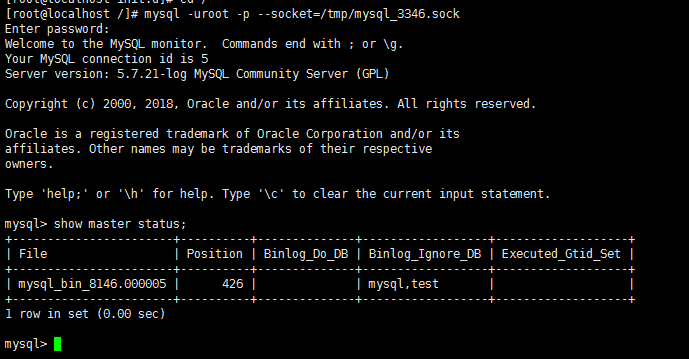 [root@localhost init.d]# cd /
[root@localhost /]# mysql -uroot -p --socket=/tmp/mysql_3346.sock
Enter password:
Welcome to the MySQL monitor.  Commands end with ; or \g.
Your MySQL connection id is 5
Server version: 5.7.21-log MySQL Community Server (GPL)

Copyright (c) 2000, 2018, Oracle and/or its affiliates. All rights reserved.

Oracle is a registered trademark of Oracle Corporation and/or its
affiliates. Other names may be trademarks of their respective
owners.

Type 'help;' or '\h' for help. Type '\c' to clear the current input statement.

mysql> show master status;
+-----------------------+----------+--------------+------------------+-------------------+
| File                  | Position | Binlog_Do_DB | Binlog_Ignore_DB | Executed_Gtid_Set |
+-----------------------+----------+--------------+------------------+-------------------+
| mysql_bin_8146.000005 |      426 |              | mysql,test       |                   |
+-----------------------+----------+--------------+------------------+-------------------+
1 row in set (0.00 sec)

mysql>